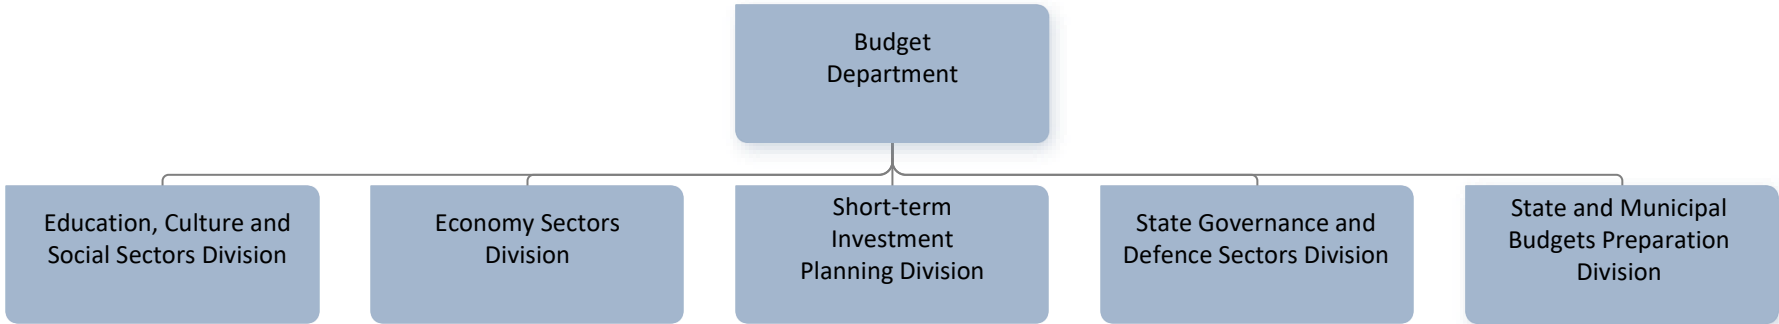 Budget
Department
Education, Culture and
Social Sectors Division
Economy Sectors
Division
Short-term
Investment
Planning Division
State Governance and
Defence Sectors Division
State and Municipal
Budgets Preparation
Division